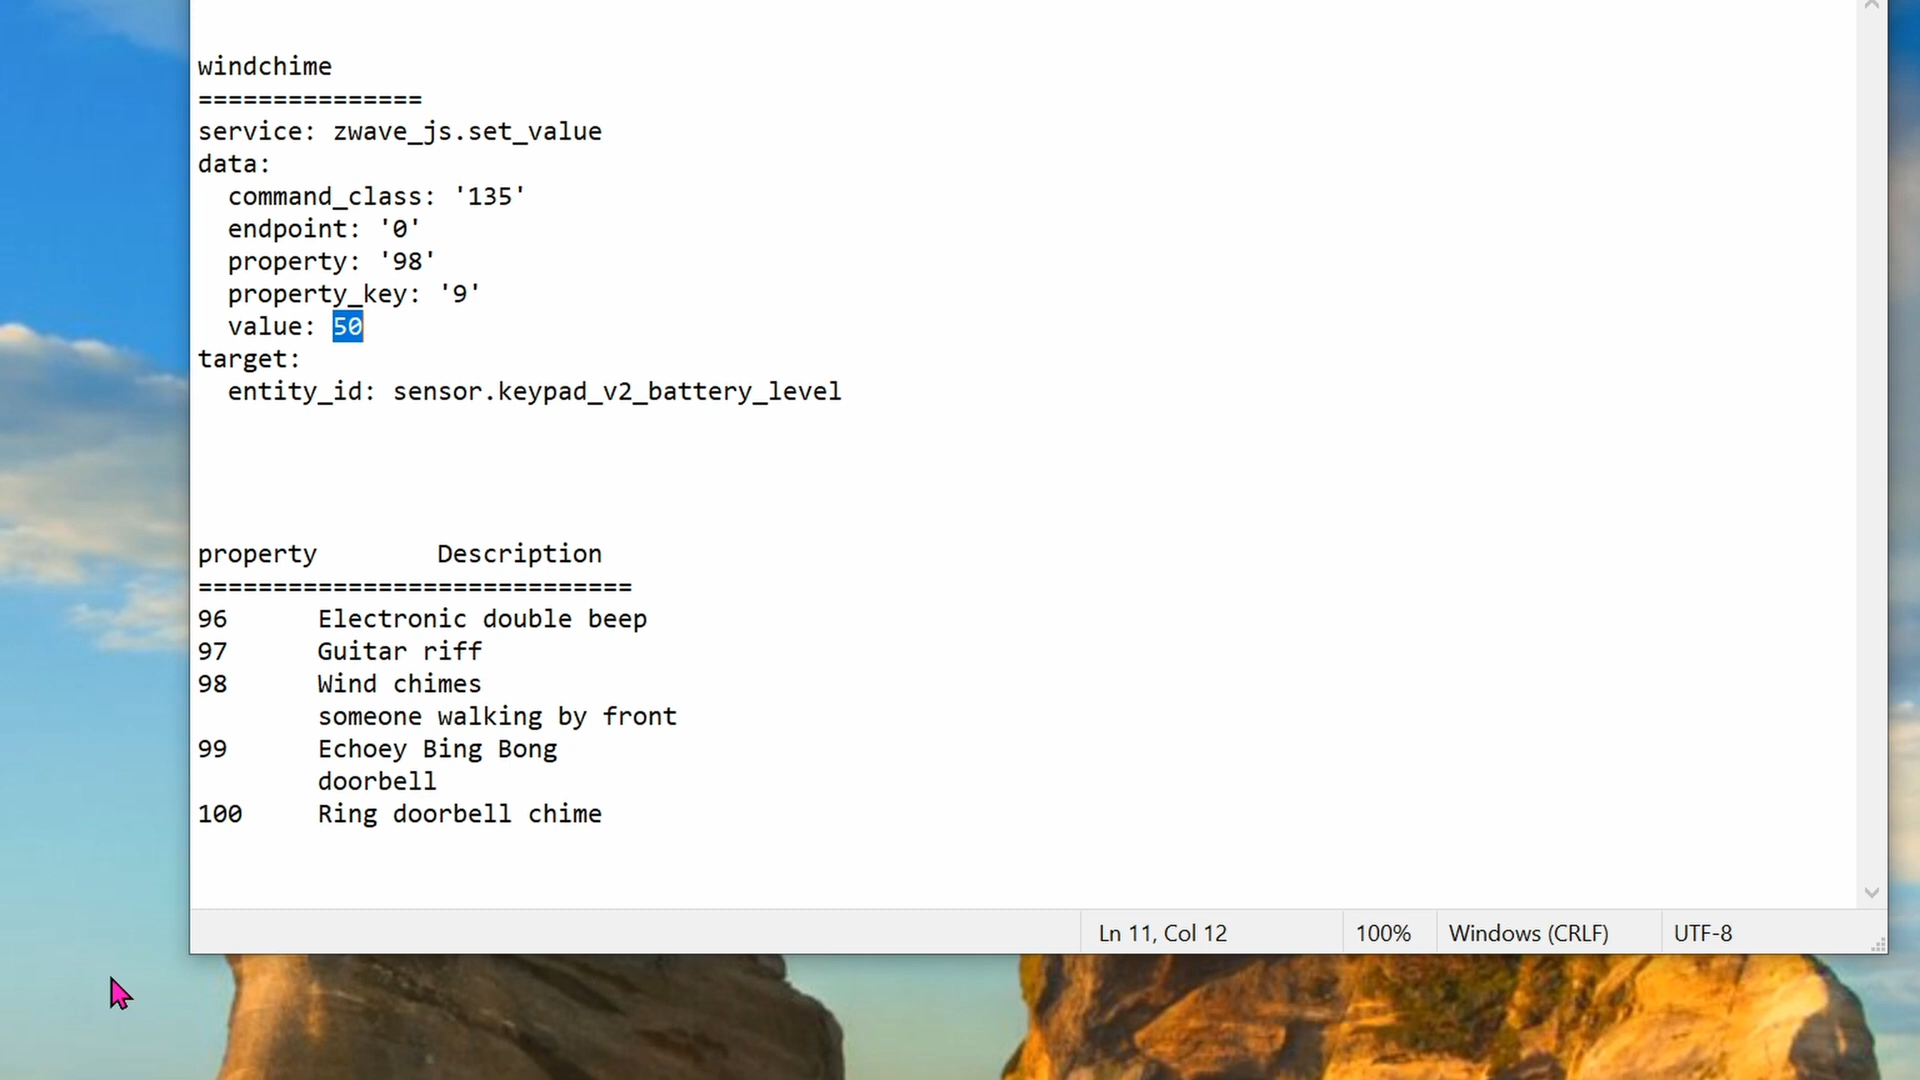 windchime
===============
service: zwave_js.set_value
data:
  command_class: '135'
  endpoint: '0'
  property: '98'
  property_key: '9'
  value: 50
target:
  entity_id: sensor.keypad_v2_battery_level
property        Description
=============================
96      Electronic double beep
97      Guitar riff
98      Wind chimes
        someone walking by front
99      Echoey Bing Bong
        doorbell
100     Ring doorbell chime
Ln 11, Col 12    100%    Windows (CRLF)    UTF-8